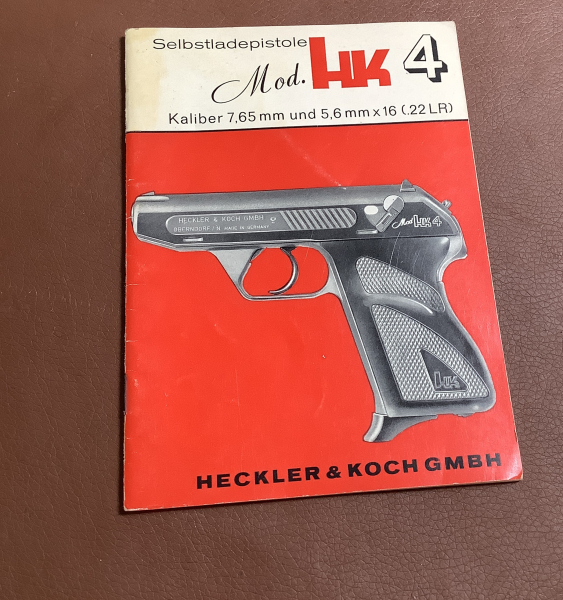 Selbstladepistole
Mod. HK 4
Kaliber 7,65 mm und 5,6 mm x 16 (.22 LR)
HECKLER & KOCH GMBH
OBERNDORF/N MADE IN GERMANY
Mod. HK 4
HK
HECKLER & KOCH GMBH